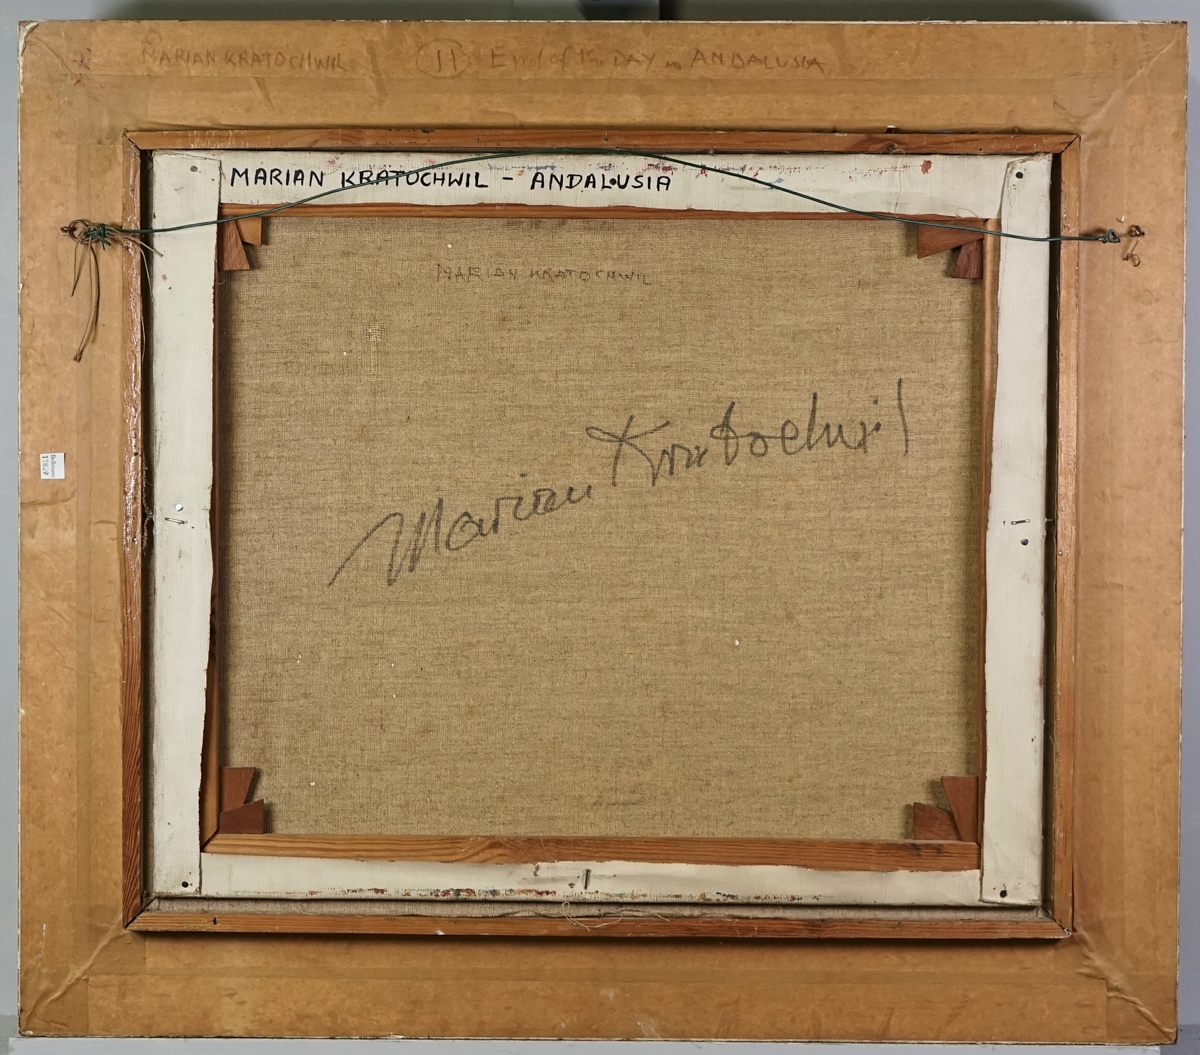 MARIAN KRATOCHWIL 11 End of the DAY in ANDALUSIA
MARIAN KRATOCHWIL - ANDALUSIA
MARIAN KRATOCHWIL
Marian Kratochwil